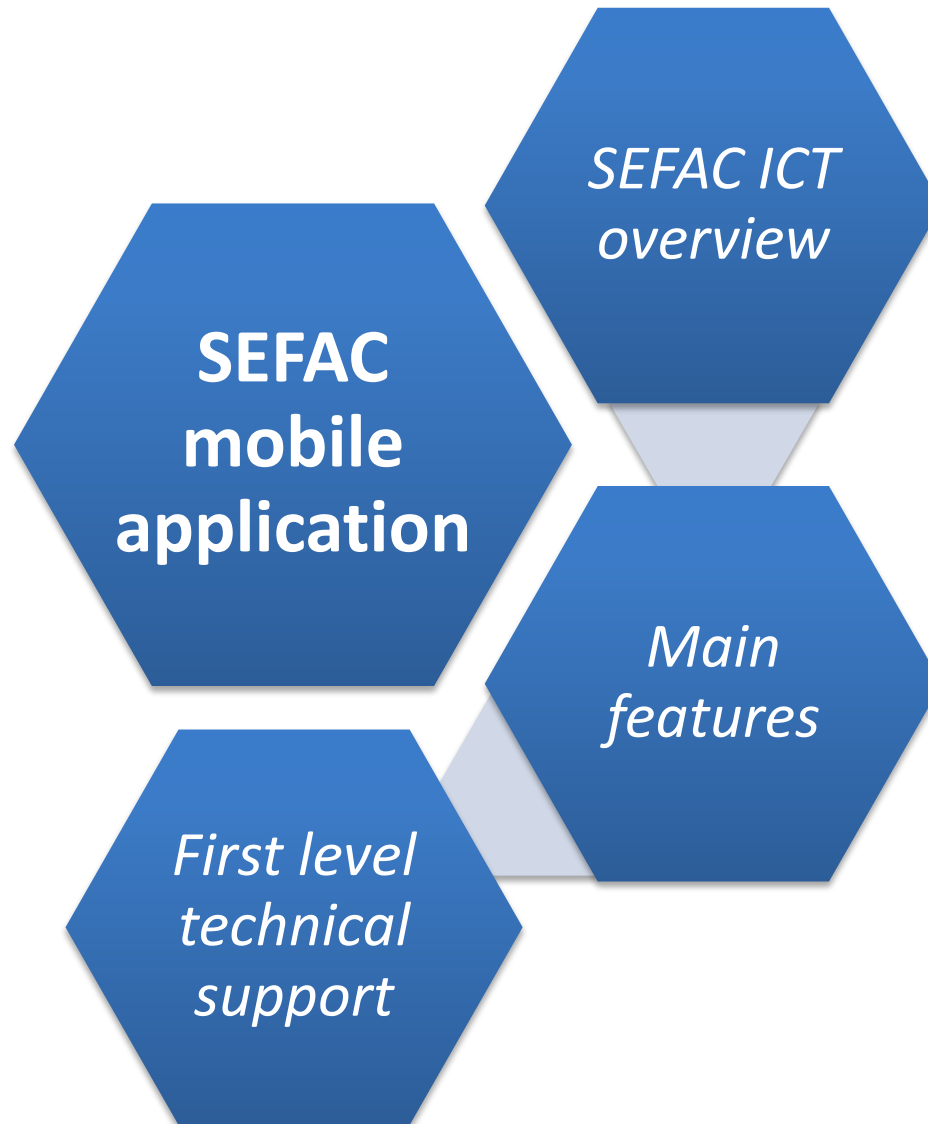 SEFAC
mobile
application
SEFAC ICT
overview
Main
features
First level
technical
support